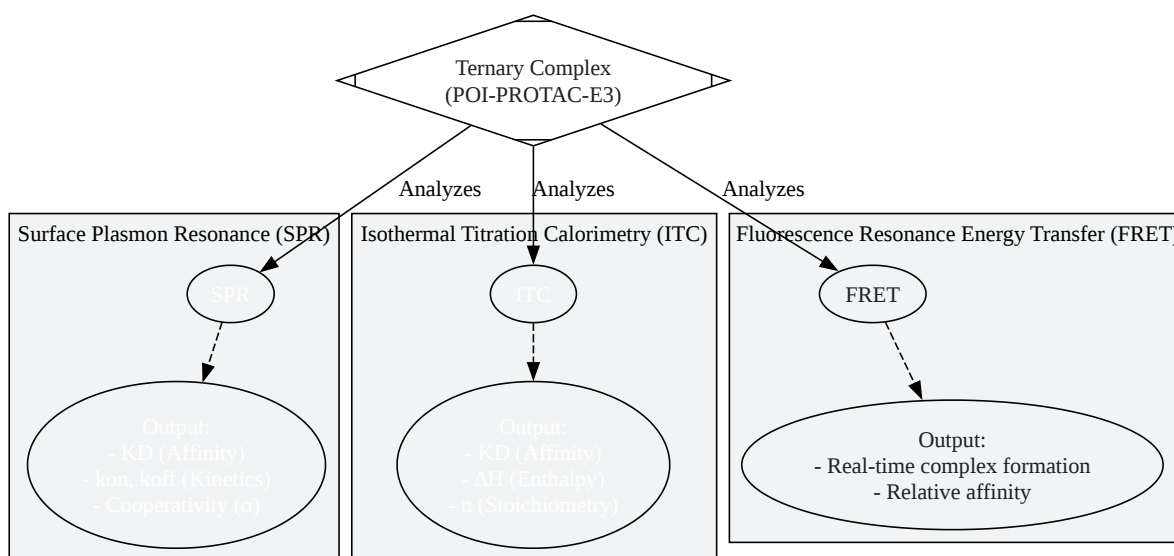 Ternary Complex
(POI-PROTAC-E3)
Analyzes
Analyzes
Analyzes
Surface Plasmon Resonance (SPR)
Isothermal Titration Calorimetry (ITC)
Fluorescence Resonance Energy Transfer (FRET)
SPR
ITC
FRET
Output:
- KD (Affinity)
- kon, koff (Kinetics)
- Cooperativity (α)
Output:
- KD (Affinity)
- ΔH (Enthalpy)
- n (Stoichiometry)
Output:
- Real-time complex formation
- Relative affinity